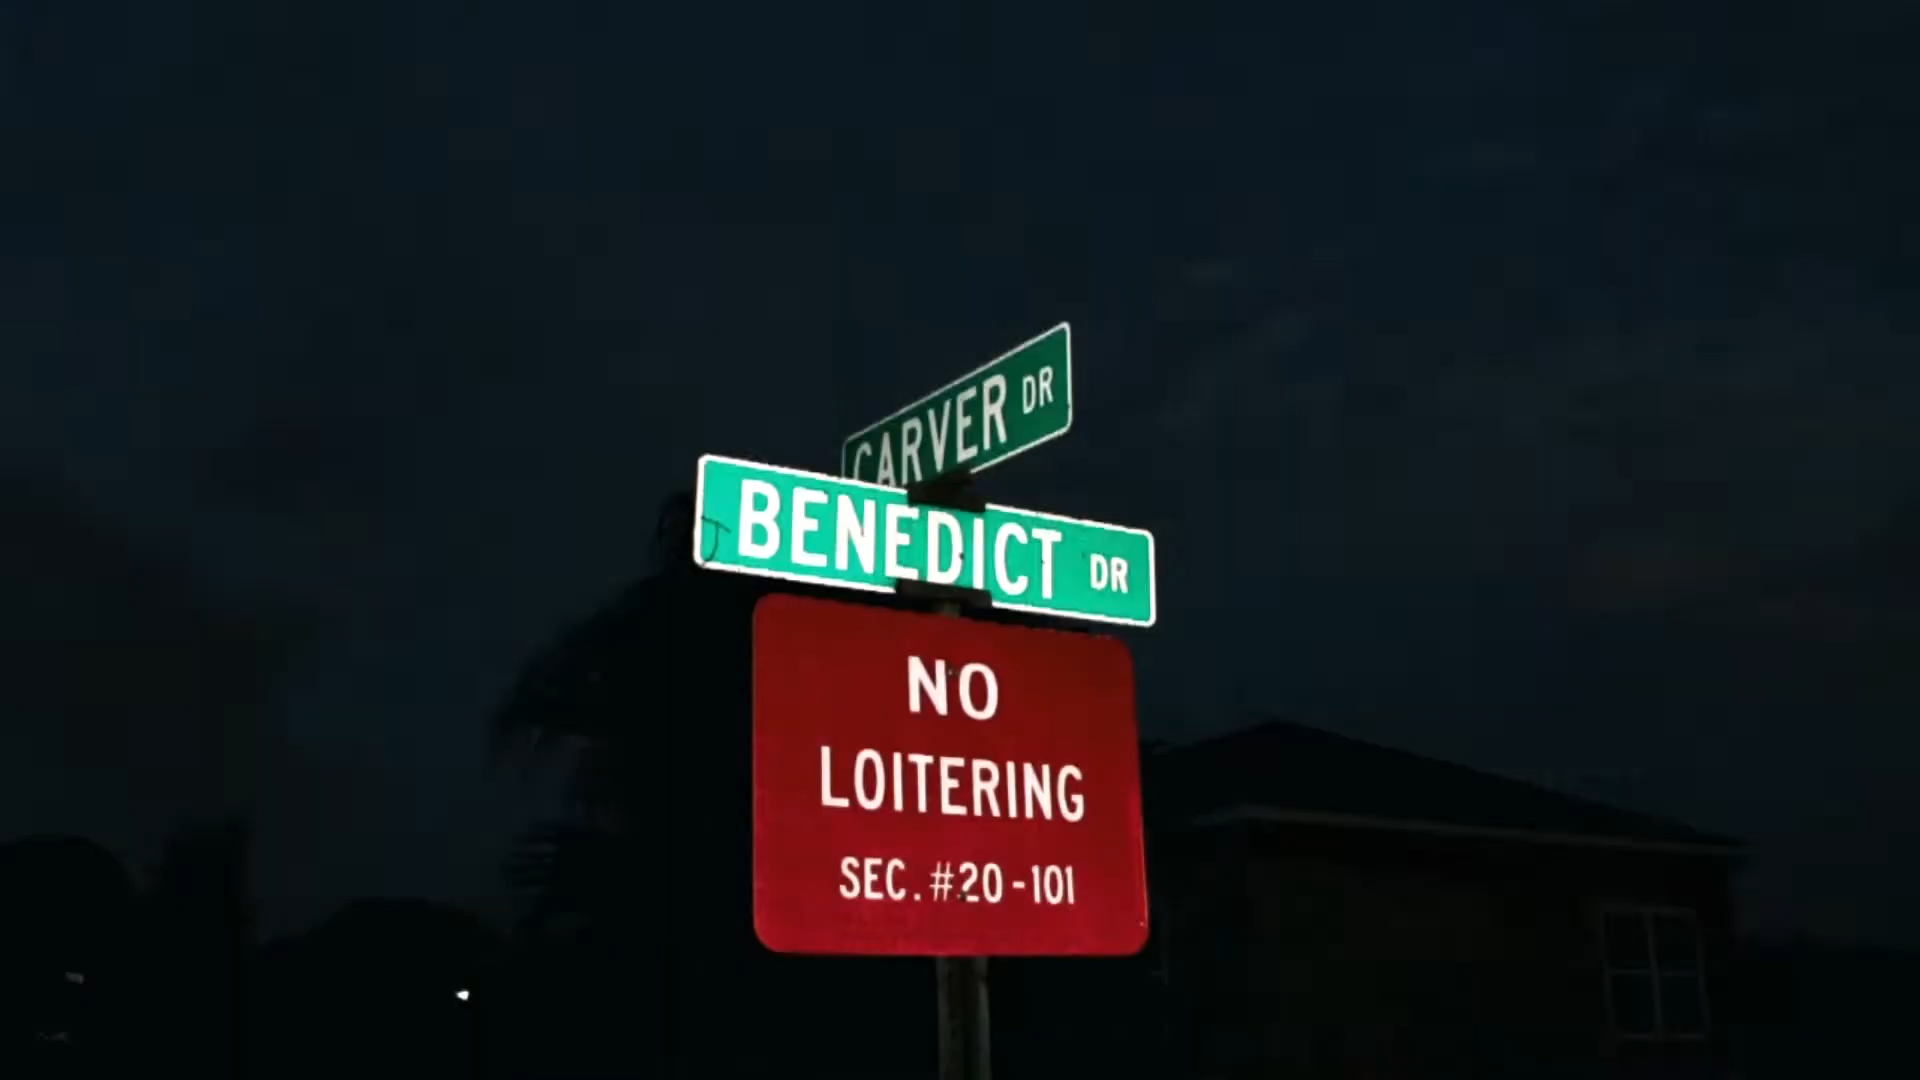 CARVER DR
BENEDICT DR
NO
LOITERING
SEC. #20-101